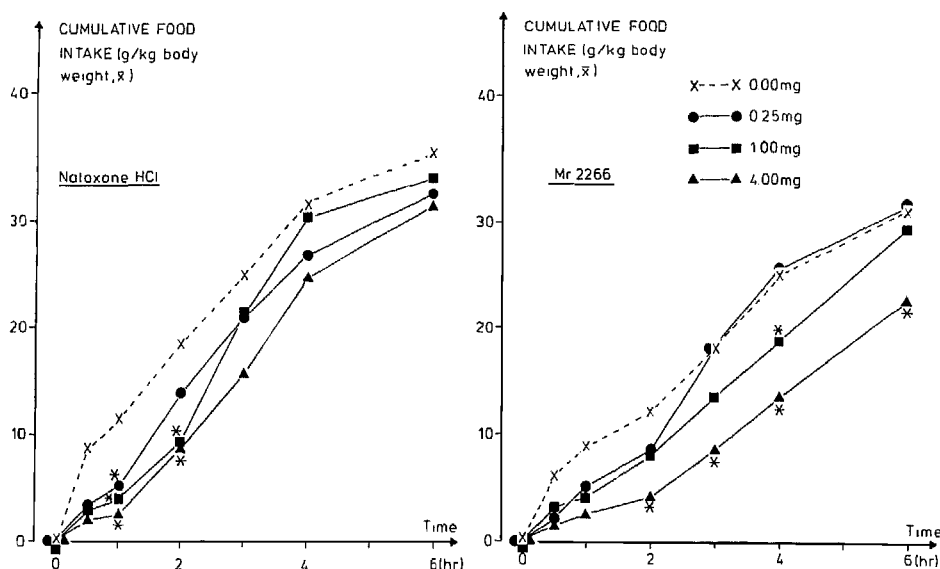 CUMULATIVE FOOD
INTAKE (g/kg body
weight, x̄)
40
30
20
10
0
Naloxone HCl
0 2 4 6(hr)
Time
CUMULATIVE FOOD
INTAKE (g/kg body
weight, x̄)
40
30
20
10
0
Mr 2266
x---x 0.00mg
0.25mg
1.00mg
4.00mg
0 2 4 6(hr)
Time